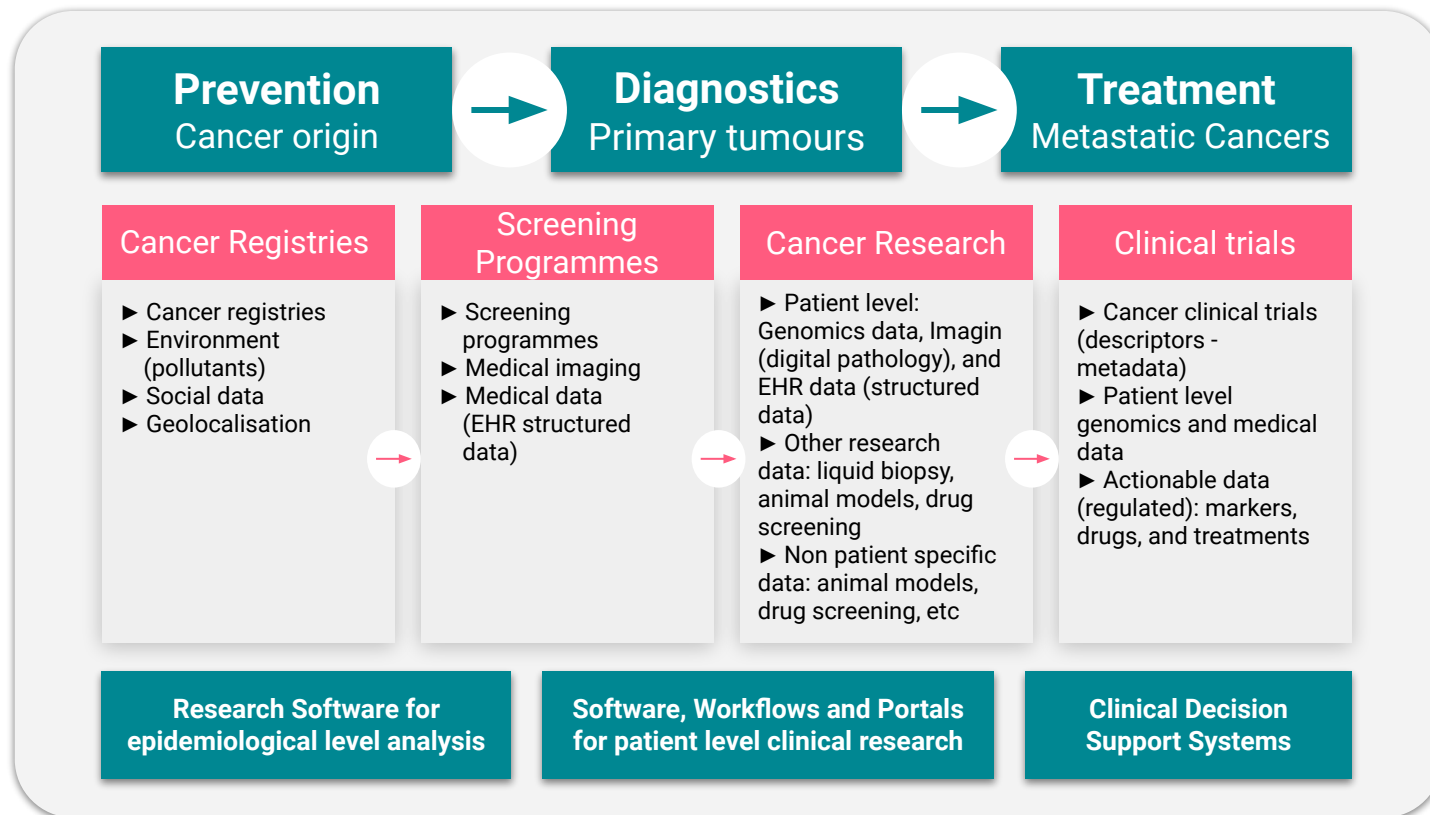 Prevention
Cancer origin
Diagnostics
Primary tumours
Treatment
Metastatic Cancers
Cancer Registries
► Cancer registries
► Environment
(pollutants)
► Social data
► Geolocalisation
Screening
Programmes
► Screening
programmes
► Medical imaging
► Medical data
(EHR structured
data)
Cancer Research
► Patient level:
Genomics data, Imagin
(digital pathology), and
EHR data (structured
data)
► Other research
data: liquid biopsy,
animal models, drug
screening
► Non patient specific
data: animal models,
drug screening, etc
Clinical trials
► Cancer clinical trials
(descriptors -
metadata)
► Patient level
genomics and medical
data
► Actionable data
(regulated): markers,
drugs, and treatments
Research Software for
epidemiological level analysis
Software, Workflows and Portals
for patient level clinical research
Clinical Decision
Support Systems